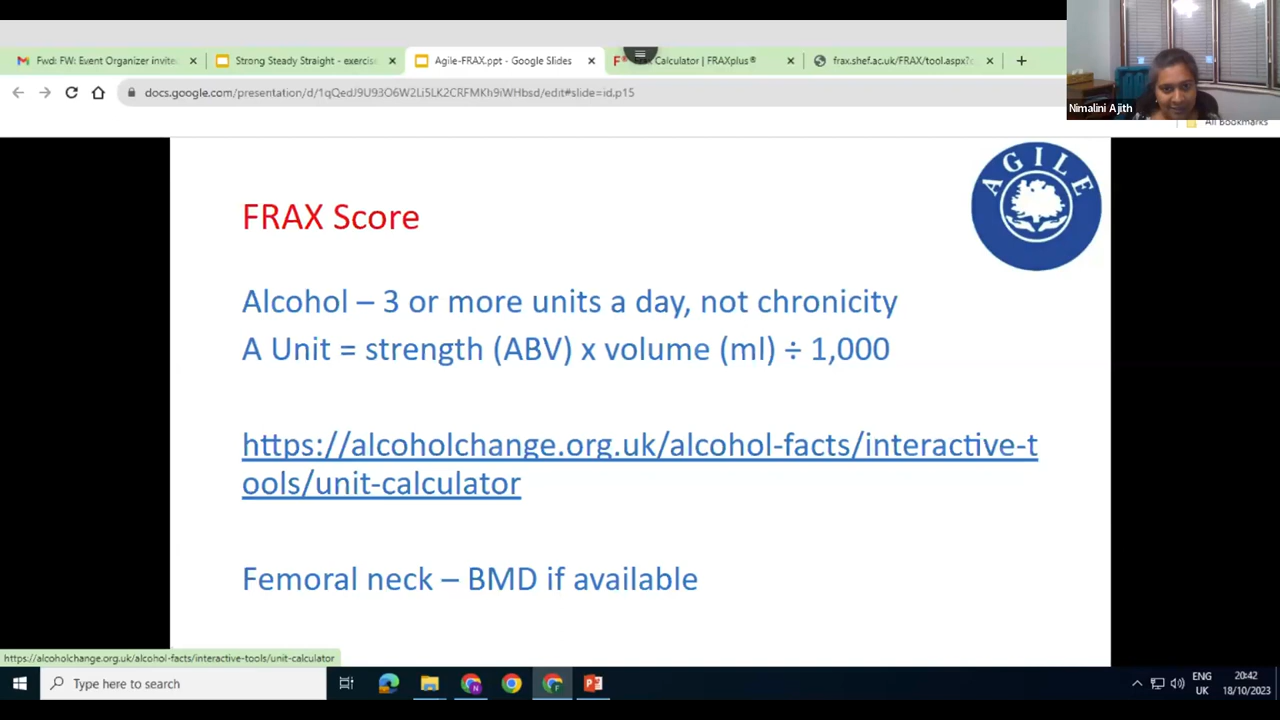 Fwd: FW: Event Organizer invite
Strong Steady Straight - exercis
Agile-FRAX.ppt - Google Slides
Frax Calculator | FRAXplus®
frax.shef.ac.uk/FRAX/tool.aspx?c
docs.google.com/presentation/d/1qQedJ9U93O6W2Li5LK2CRFMKh9iWHbsd/edit#slide=id.p15
Nimalini Ajith
All Bookmarks
AGILE
FRAX Score
Alcohol – 3 or more units a day, not chronicity
A Unit = strength (ABV) x volume (ml) ÷ 1,000
https://alcoholchange.org.uk/alcohol-facts/interactive-t
ools/unit-calculator
Femoral neck – BMD if available
https://alcoholchange.org.uk/alcohol-facts/interactive-tools/unit-calculator
Type here to search
ENG
UK
20:42
18/10/2023